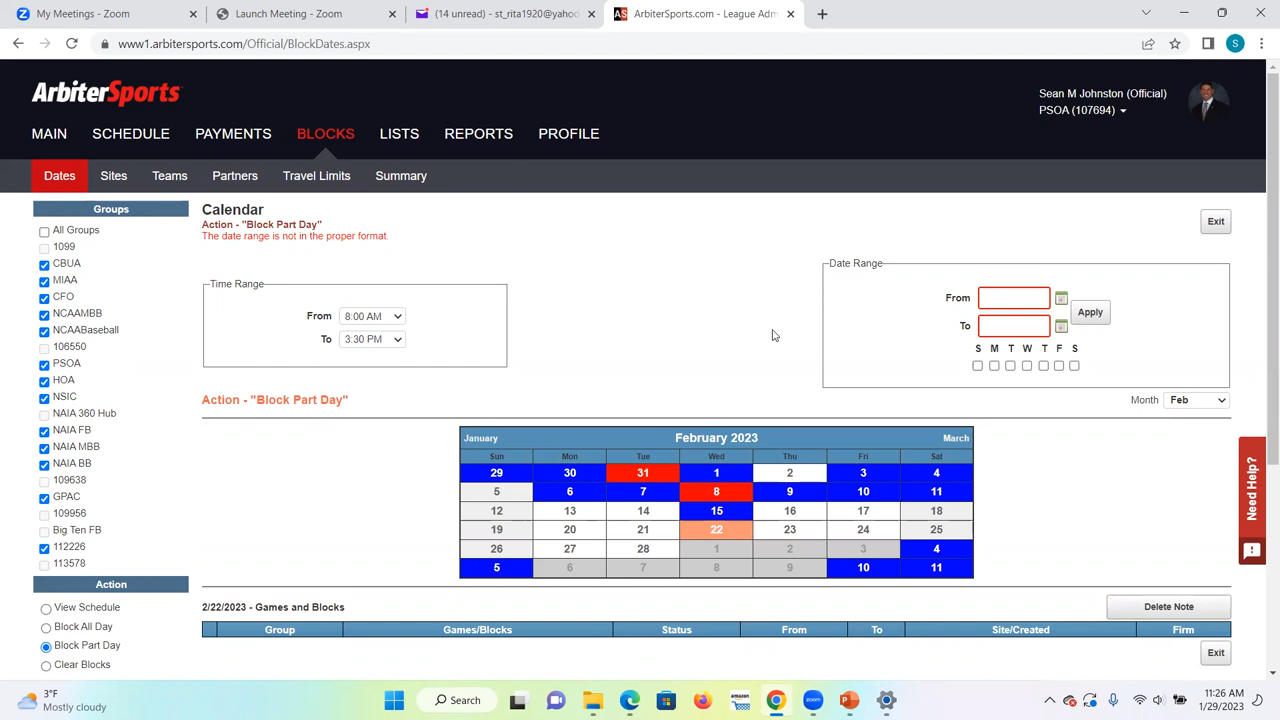 My Meetings - Zoom
Launch Meeting - Zoom
(14 unread) - st_rita1920@yahoo
ArbiterSports.com - League Adm
www1.arbitersports.com/Official/BlockDates.aspx
S
ArbiterSports
Sean M Johnston (Official)
PSOA (107694)
MAIN SCHEDULE PAYMENTS BLOCKS LISTS REPORTS PROFILE
Dates Sites Teams Partners Travel Limits Summary
Groups
All Groups
1099
CBUA
MIAA
CFO
NCAAMBB
NCAABaseball
106550
PSOA
HOA
NSIC
NAIA 360 Hub
NAIA FB
NAIA MBB
NAIA BB
109638
GPAC
109956
Big Ten FB
112226
113578
Action
View Schedule
Block All Day
Block Part Day
Clear Blocks
Calendar
Action - "Block Part Day"
The date range is not in the proper format.
Exit
Time Range
From 8:00 AM
To 3:30 PM
Date Range
From
To
Apply
S M T W T F S
Action - "Block Part Day"
Month Feb
January February 2023 March
Sun Mon Tue Wed Thu Fri Sat
29 30 31 1 2 3 4
5 6 7 8 9 10 11
12 13 14 15 16 17 18
19 20 21 22 23 24 25
26 27 28 1 2 3 4
5 6 7 8 9 10 11
2/22/2023 - Games and Blocks
Delete Note
Group Games/Blocks Status From To Site/Created Firm
Exit
Need Help?
3°F
Mostly cloudy
Search
amazon
11:26 AM
1/29/2023